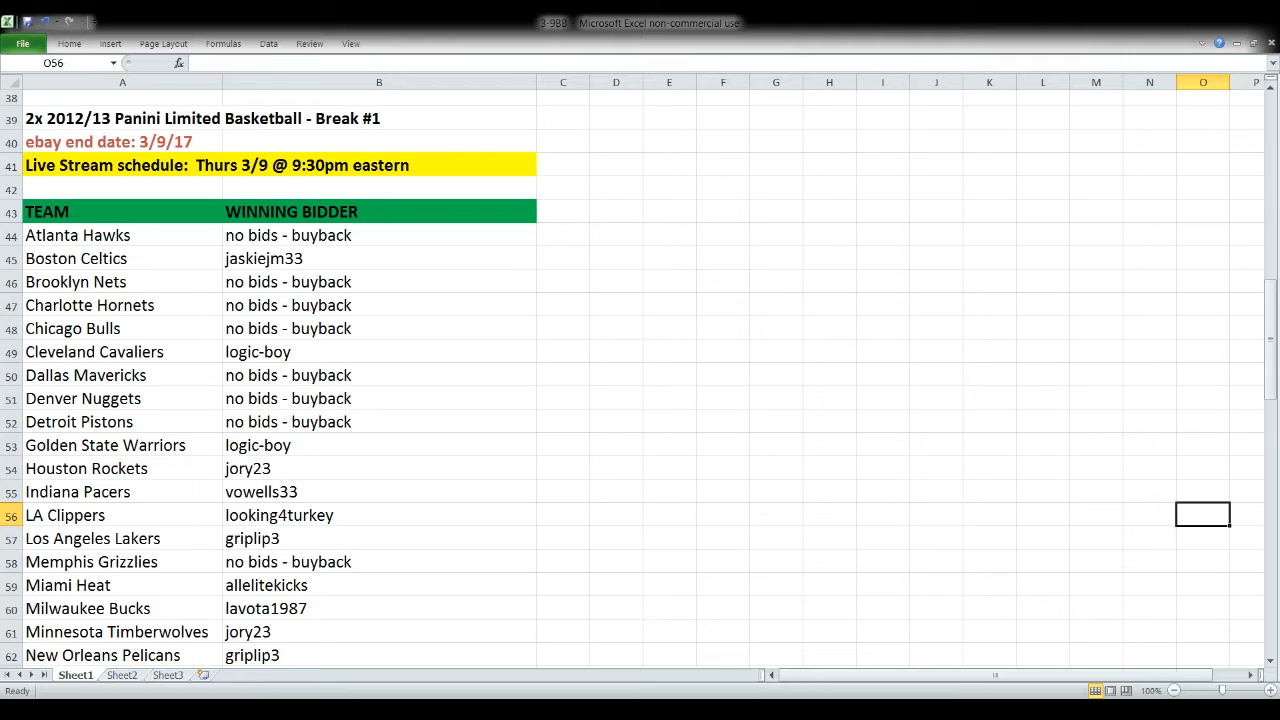 3-9BB - Microsoft Excel non-commercial use
File Home Insert Page Layout Formulas Data Review View
O56 fx
A B C D E F G H I J K L M N O P
38
39 2x 2012/13 Panini Limited Basketball - Break #1
40 ebay end date: 3/9/17
41 Live Stream schedule: Thurs 3/9 @ 9:30pm eastern
42
43 TEAM WINNING BIDDER
44 Atlanta Hawks no bids - buyback
45 Boston Celtics jaskiejm33
46 Brooklyn Nets no bids - buyback
47 Charlotte Hornets no bids - buyback
48 Chicago Bulls no bids - buyback
49 Cleveland Cavaliers logic-boy
50 Dallas Mavericks no bids - buyback
51 Denver Nuggets no bids - buyback
52 Detroit Pistons no bids - buyback
53 Golden State Warriors logic-boy
54 Houston Rockets jory23
55 Indiana Pacers vowells33
56 LA Clippers looking4turkey
57 Los Angeles Lakers griplip3
58 Memphis Grizzlies no bids - buyback
59 Miami Heat allelitekicks
60 Milwaukee Bucks lavota1987
61 Minnesota Timberwolves jory23
62 New Orleans Pelicans griplip3
Sheet1 Sheet2 Sheet3
Ready 100%